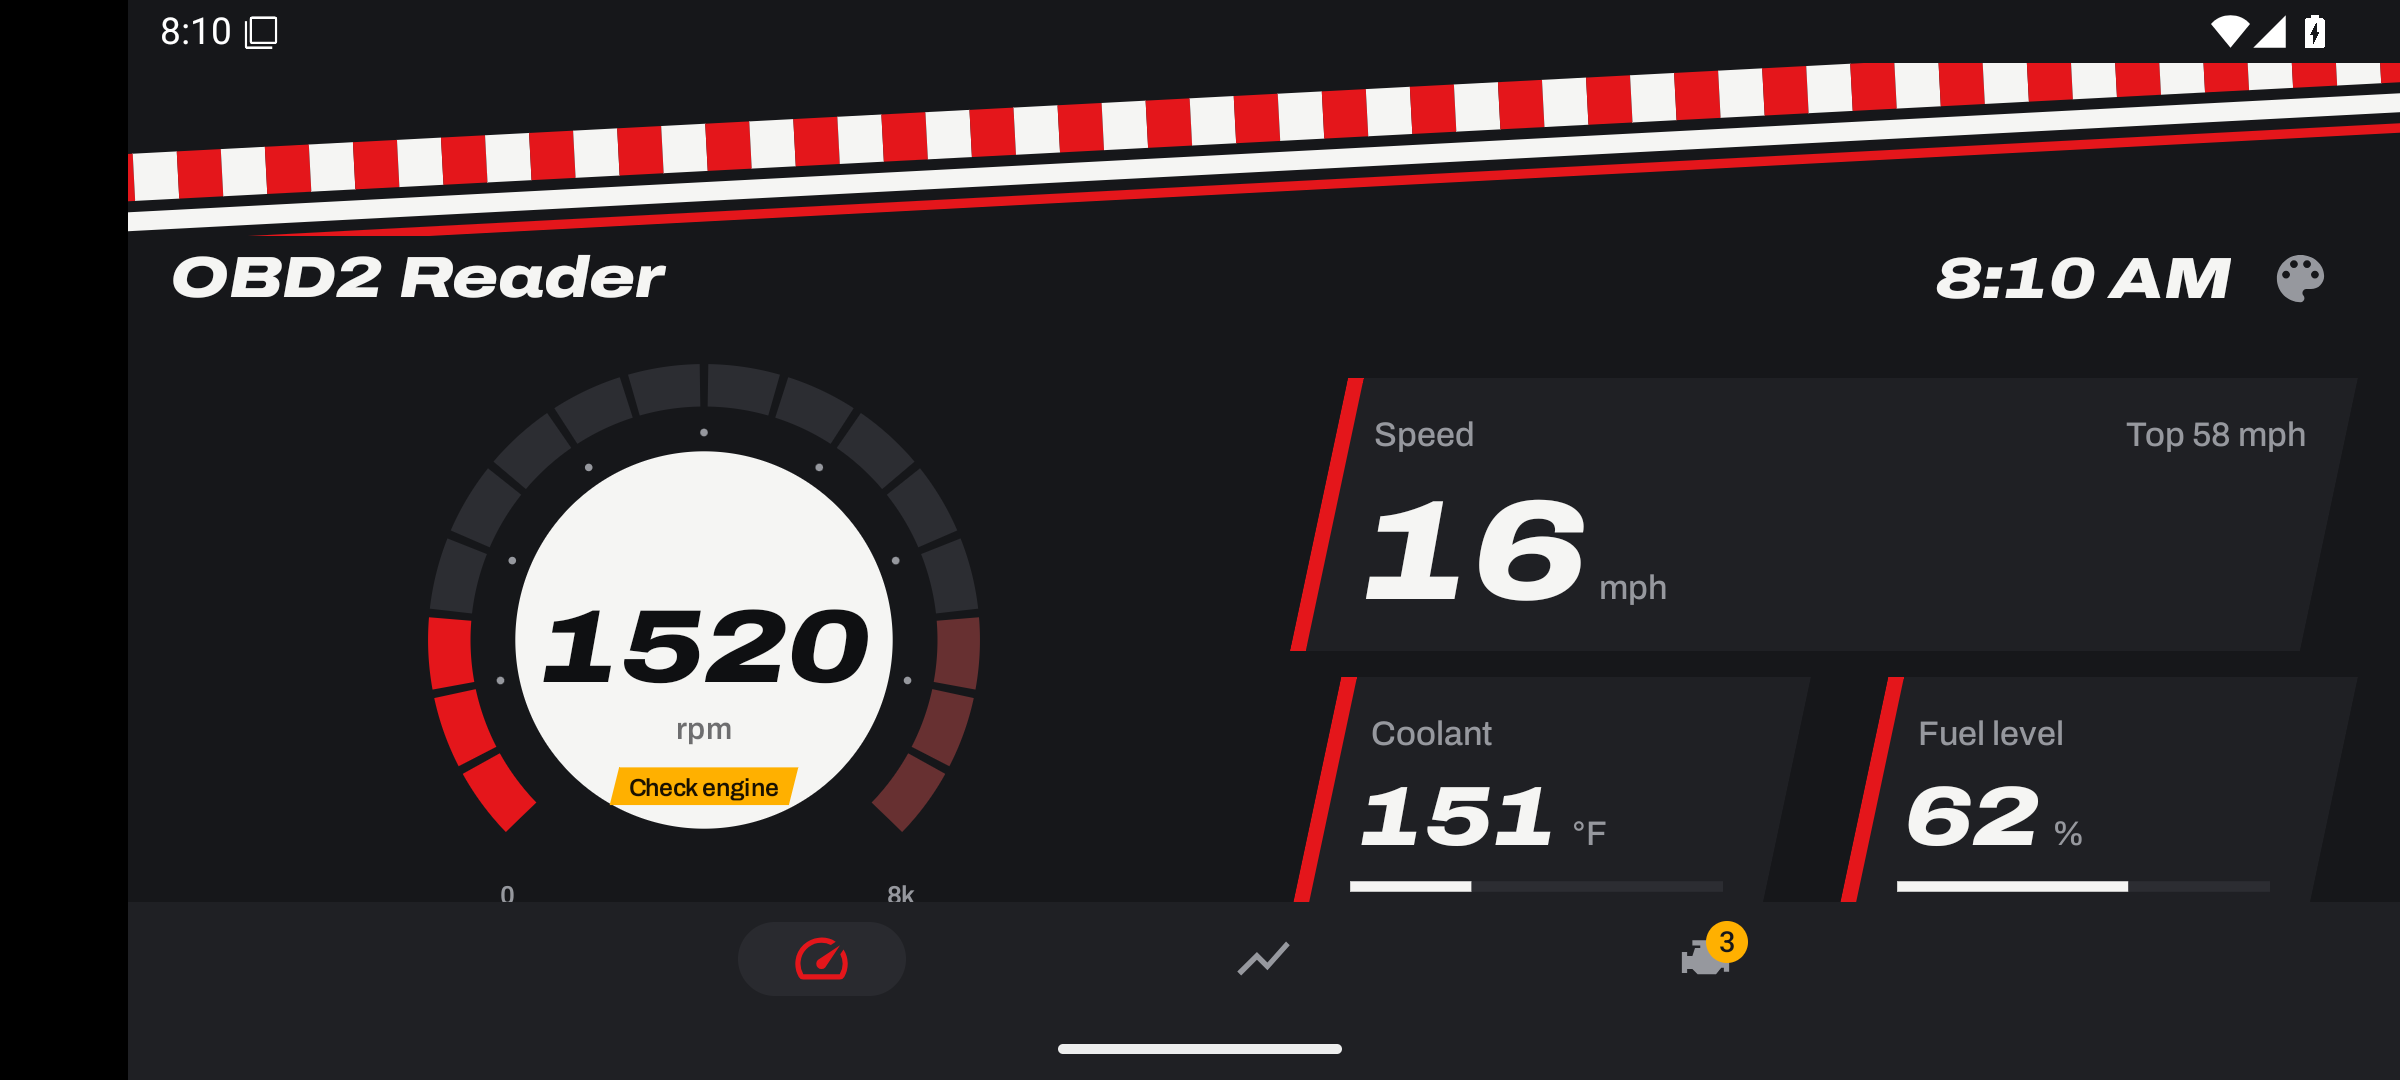 8:10
OBD2 Reader
8:10 AM
1520
rpm
Check engine
0
8k
Speed
Top 58 mph
16 mph
Coolant
151 °F
Fuel level
62 %
3